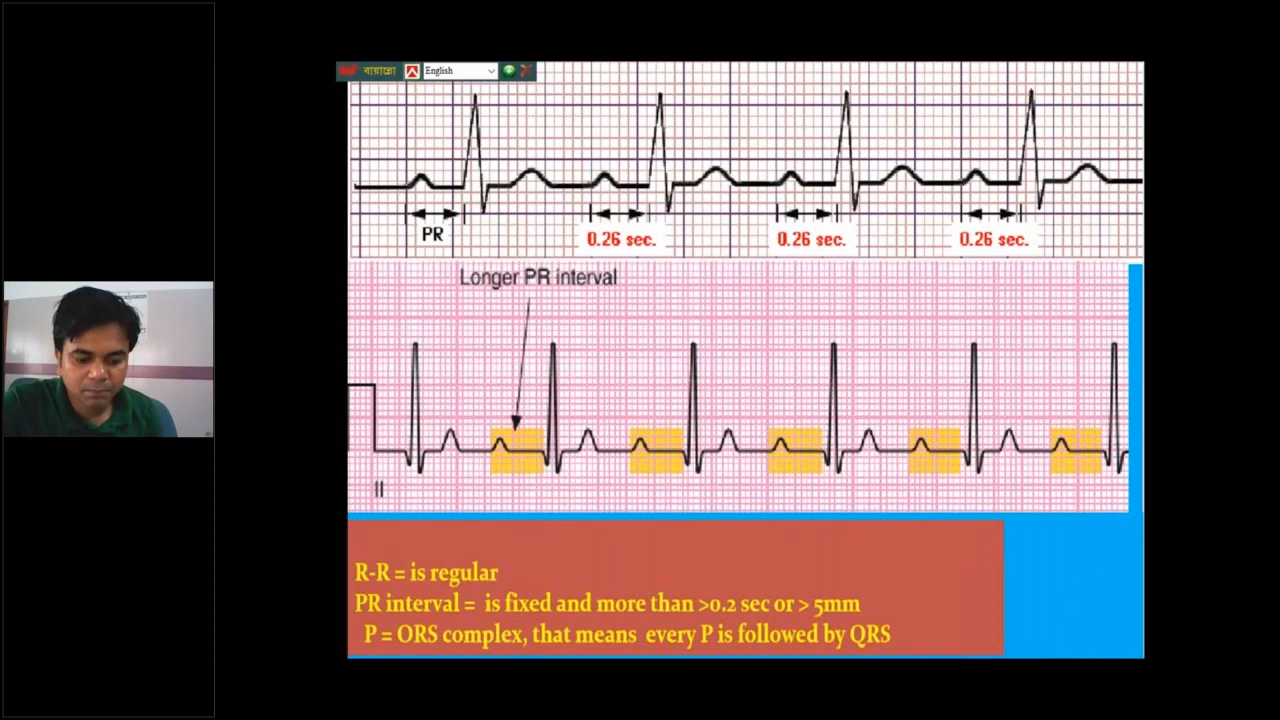 বায়ান্নো English
PR
0.26 sec.
0.26 sec.
0.26 sec.
Longer PR interval
II
R-R = is regular
PR interval = is fixed and more than >0.2 sec or > 5mm
P = ORS complex, that means every P is followed by QRS